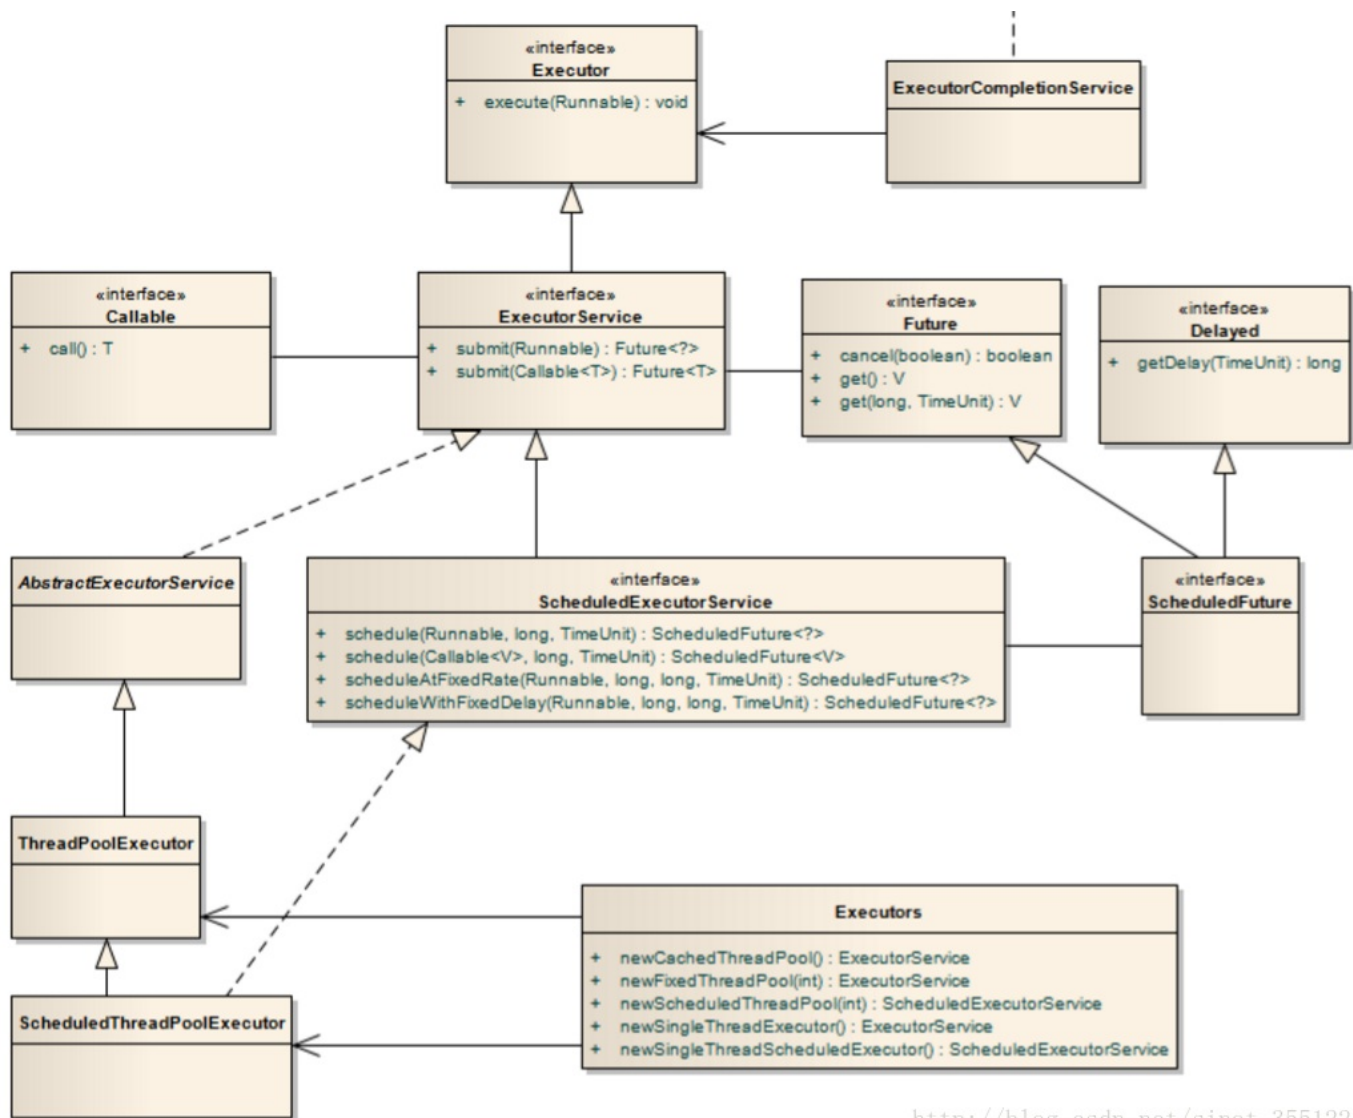 «interface»
Executor
+ execute(Runnable) : void
ExecutorCompletionService
«interface»
Callable
+ call() : T
«interface»
ExecutorService
+ submit(Runnable) : Future<?>
+ submit(Callable<T>) : Future<T>
«interface»
Future
+ cancel(boolean) : boolean
+ get() : V
+ get(long, TimeUnit) : V
«interface»
Delayed
+ getDelay(TimeUnit) : long
AbstractExecutorService
«interface»
ScheduledExecutorService
+ schedule(Runnable, long, TimeUnit) : ScheduledFuture<?>
+ schedule(Callable<V>, long, TimeUnit) : ScheduledFuture<V>
+ scheduleAtFixedRate(Runnable, long, long, TimeUnit) : ScheduledFuture<?>
+ scheduleWithFixedDelay(Runnable, long, long, TimeUnit) : ScheduledFuture<?>
«interface»
ScheduledFuture
ThreadPoolExecutor
Executors
+ newCachedThreadPool() : ExecutorService
+ newFixedThreadPool(int) : ExecutorService
+ newScheduledThreadPool(int) : ScheduledExecutorService
+ newSingleThreadExecutor() : ExecutorService
+ newSingleThreadScheduledExecutor() : ScheduledExecutorService
ScheduledThreadPoolExecutor